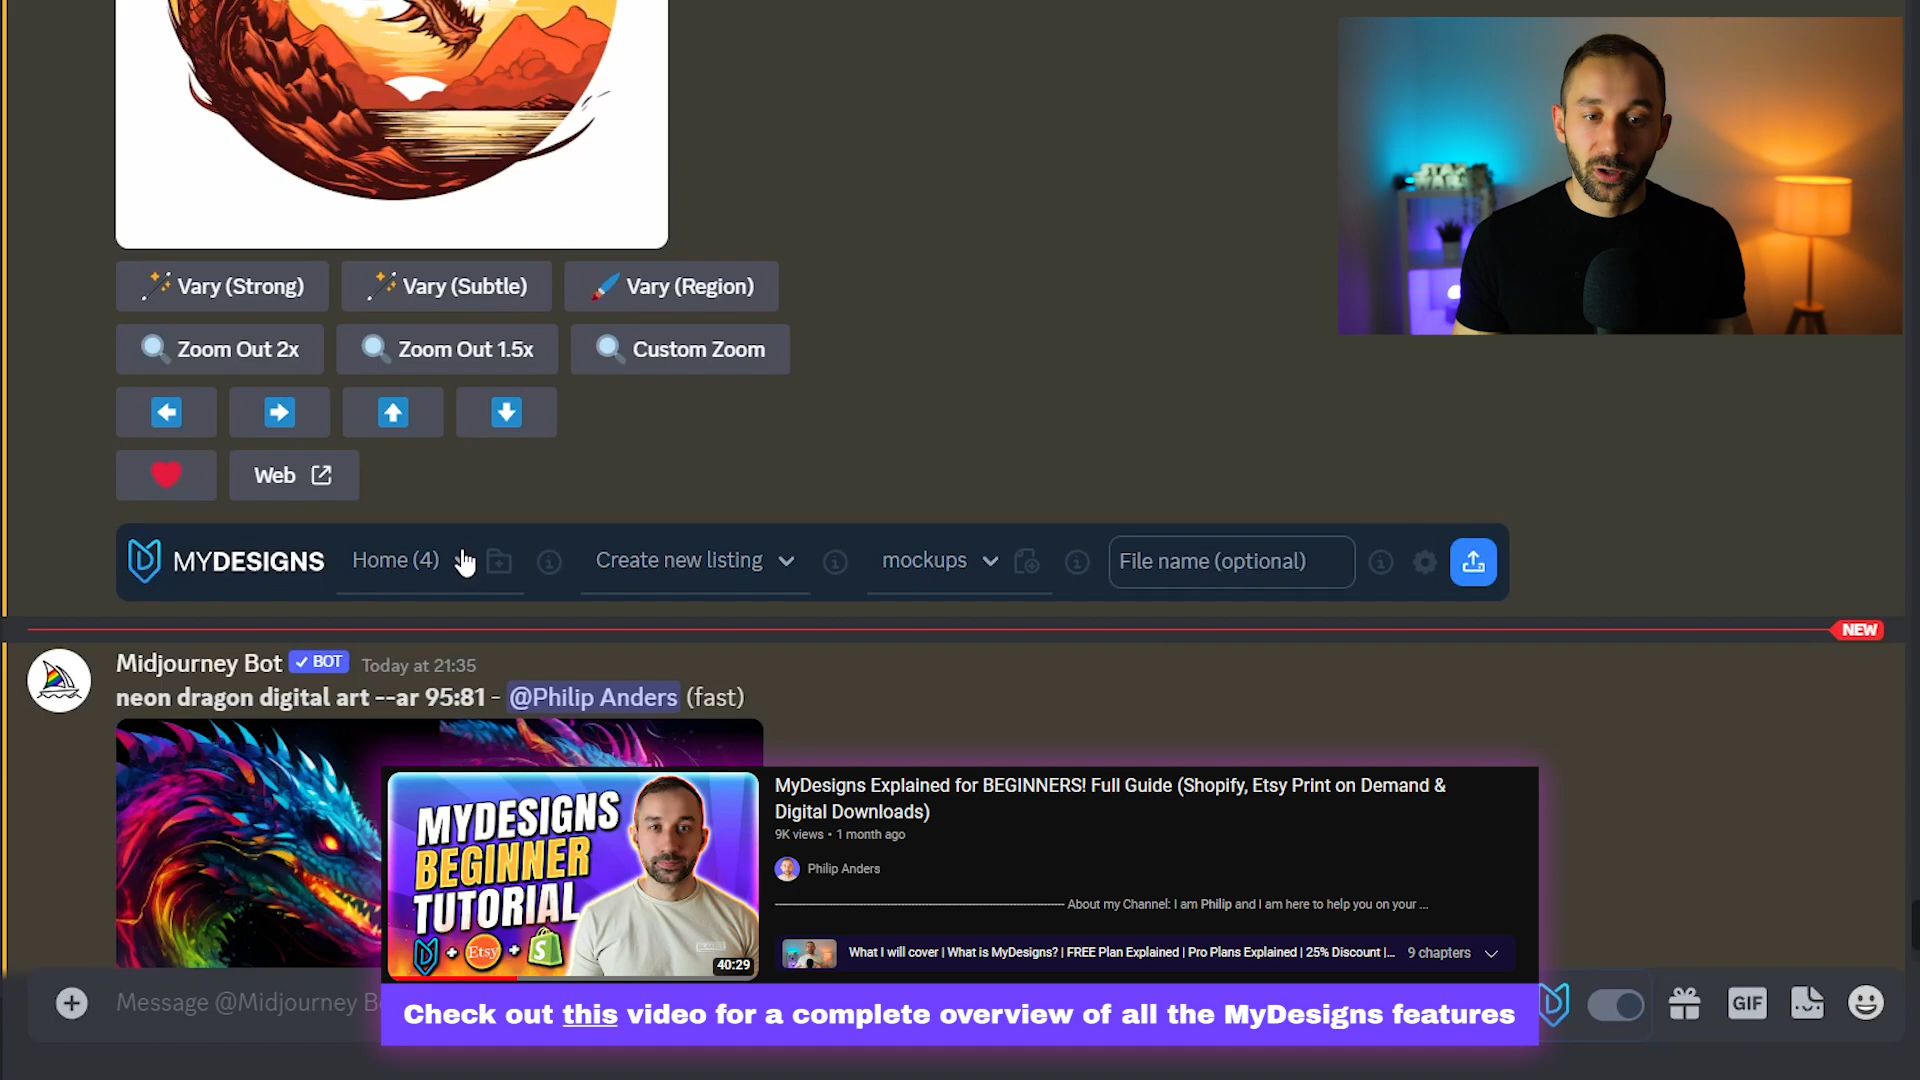 STAR
WARS
Vary (Strong)
Vary (Subtle)
Vary (Region)
Zoom Out 2x
Zoom Out 1.5x
Custom Zoom
Web
MYDESIGNS
Home (4)
Create new listing
mockups
File name (optional)
NEW
Midjourney Bot
✓ BOT
Today at 21:35
neon dragon digital art --ar 95:81 - @Philip Anders (fast)
MYDESIGNS
BEGINNER
TUTORIAL
+ Etsy +
40:29
MyDesigns Explained for BEGINNERS! Full Guide (Shopify, Etsy Print on Demand &
Digital Downloads)
9K views • 1 month ago
Philip Anders
About my Channel: I am Philip and I am here to help you on your ...
What I will cover | What is MyDesigns? | FREE Plan Explained | Pro Plans Explained | 25% Discount |...
9 chapters
Message @Midjourney B
GIF
Check out this video for a complete overview of all the MyDesigns features